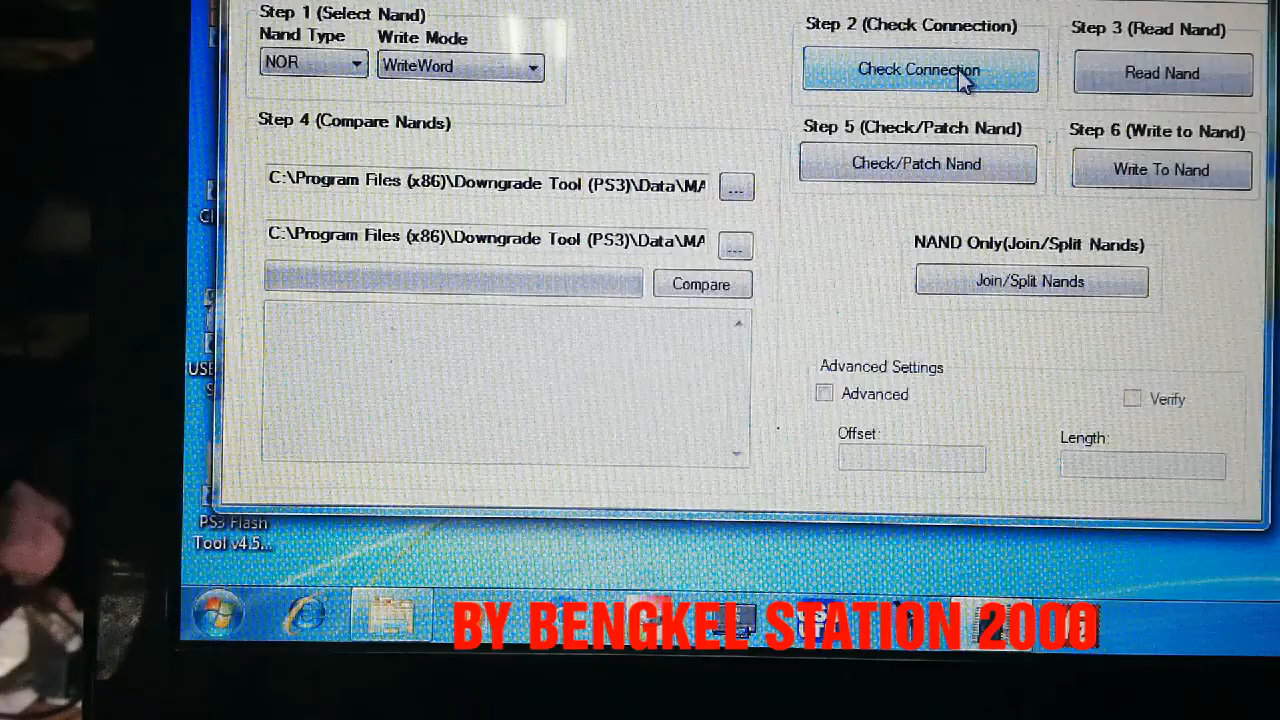 Step 1 (Select Nand)
Nand Type
Write Mode
NOR
WriteWord
Step 2 (Check Connection)
Check Connection
Step 3 (Read Nand)
Read Nand
Step 4 (Compare Nands)
C:\Program Files (x86)\Downgrade Tool (PS3)\Data\MA
...
C:\Program Files (x86)\Downgrade Tool (PS3)\Data\MA
...
Compare
Step 5 (Check/Patch Nand)
Check/Patch Nand
Step 6 (Write to Nand)
Write To Nand
NAND Only(Join/Split Nands)
Join/Split Nands
Advanced Settings
Advanced
Verify
Offset:
Length:
USB
PS3 Flash
Tool v4.5...
BY BENGKEL STATION 2000